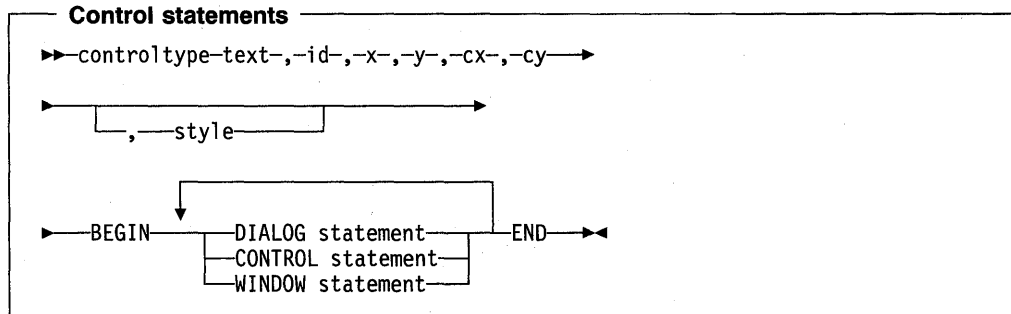 Control statements
controltype text-,-id-,-x-,-y-,-cx-,-cy
, style
BEGIN DIALOG statement END
CONTROL statement
WINDOW statement